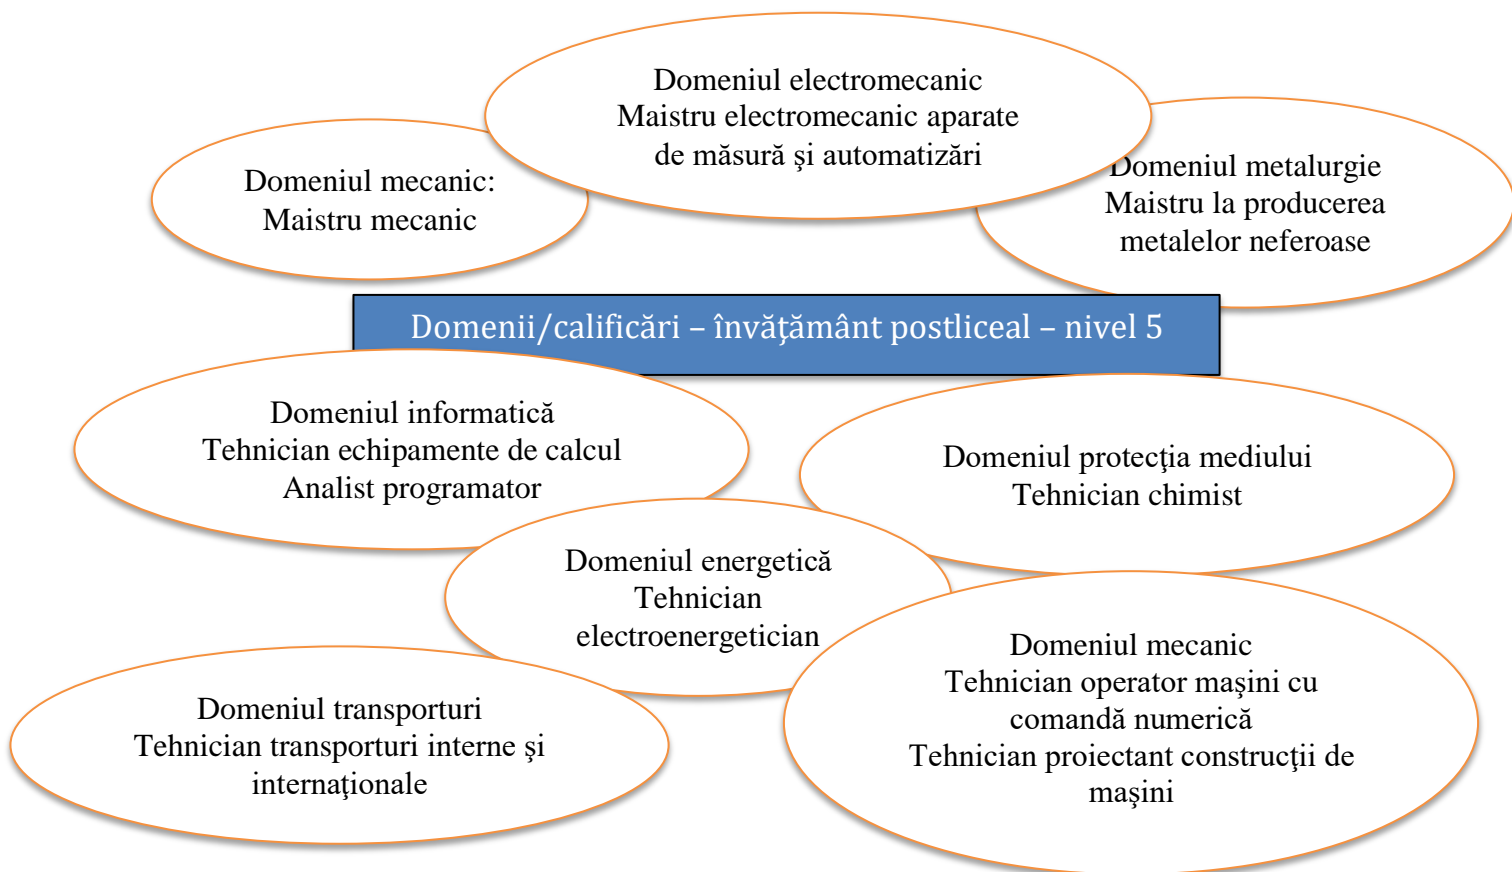 Domeniul electromecanic
Maistru electromecanic aparate
de măsură şi automatizări
Domeniul mecanic:
Maistru mecanic
Domeniul metalurgie
Maistru la producerea
metalelor neferoase
Domenii/calificări – învăţământ postliceal – nivel 5
Domeniul informatică
Tehnician echipamente de calcul
Analist programator
Domeniul protecţia mediului
Tehnician chimist
Domeniul energetică
Tehnician
electroenergetician
Domeniul mecanic
Tehnician operator maşini cu
comandă numerică
Tehnician proiectant construcţii de
maşini
Domeniul transporturi
Tehnician transporturi interne şi
internaţionale